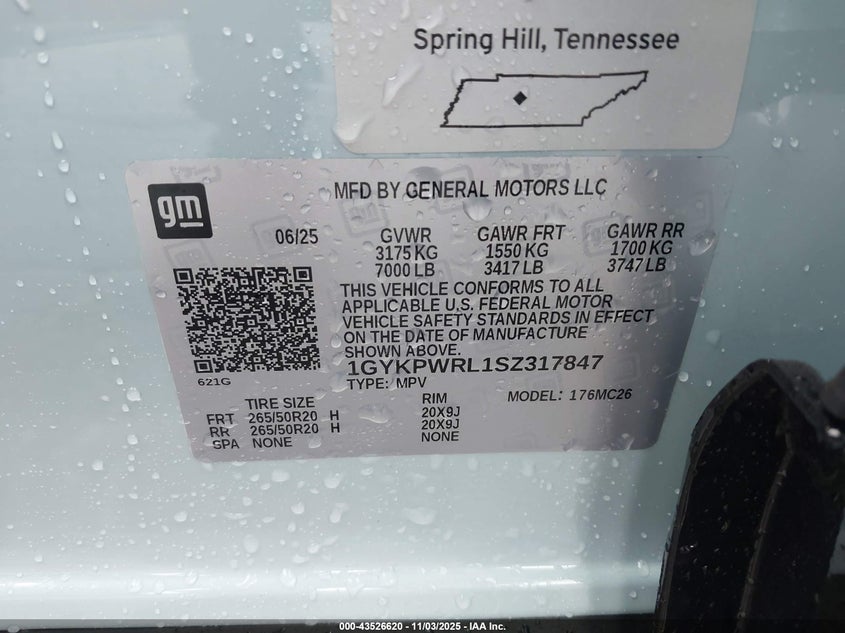 Spring Hill, Tennessee
gm
MFD BY GENERAL MOTORS LLC
06/25
GVWR
3175 KG
7000 LB
GAWR FRT
1550 KG
3417 LB
GAWR RR
1700 KG
3747 LB
THIS VEHICLE CONFORMS TO ALL
APPLICABLE U.S. FEDERAL MOTOR
VEHICLE SAFETY STANDARDS IN EFFECT
ON THE DATE OF MANUFACTURE
SHOWN ABOVE.
1GYKPWRL1SZ317847
TYPE: MPV
MODEL: 176MC26
621G
TIRE SIZE
RIM
FRT 265/50R20 H 20X9J
RR 265/50R20 H 20X9J
SPA NONE NONE
000-43526620 - 11/03/2025 - IAA Inc.